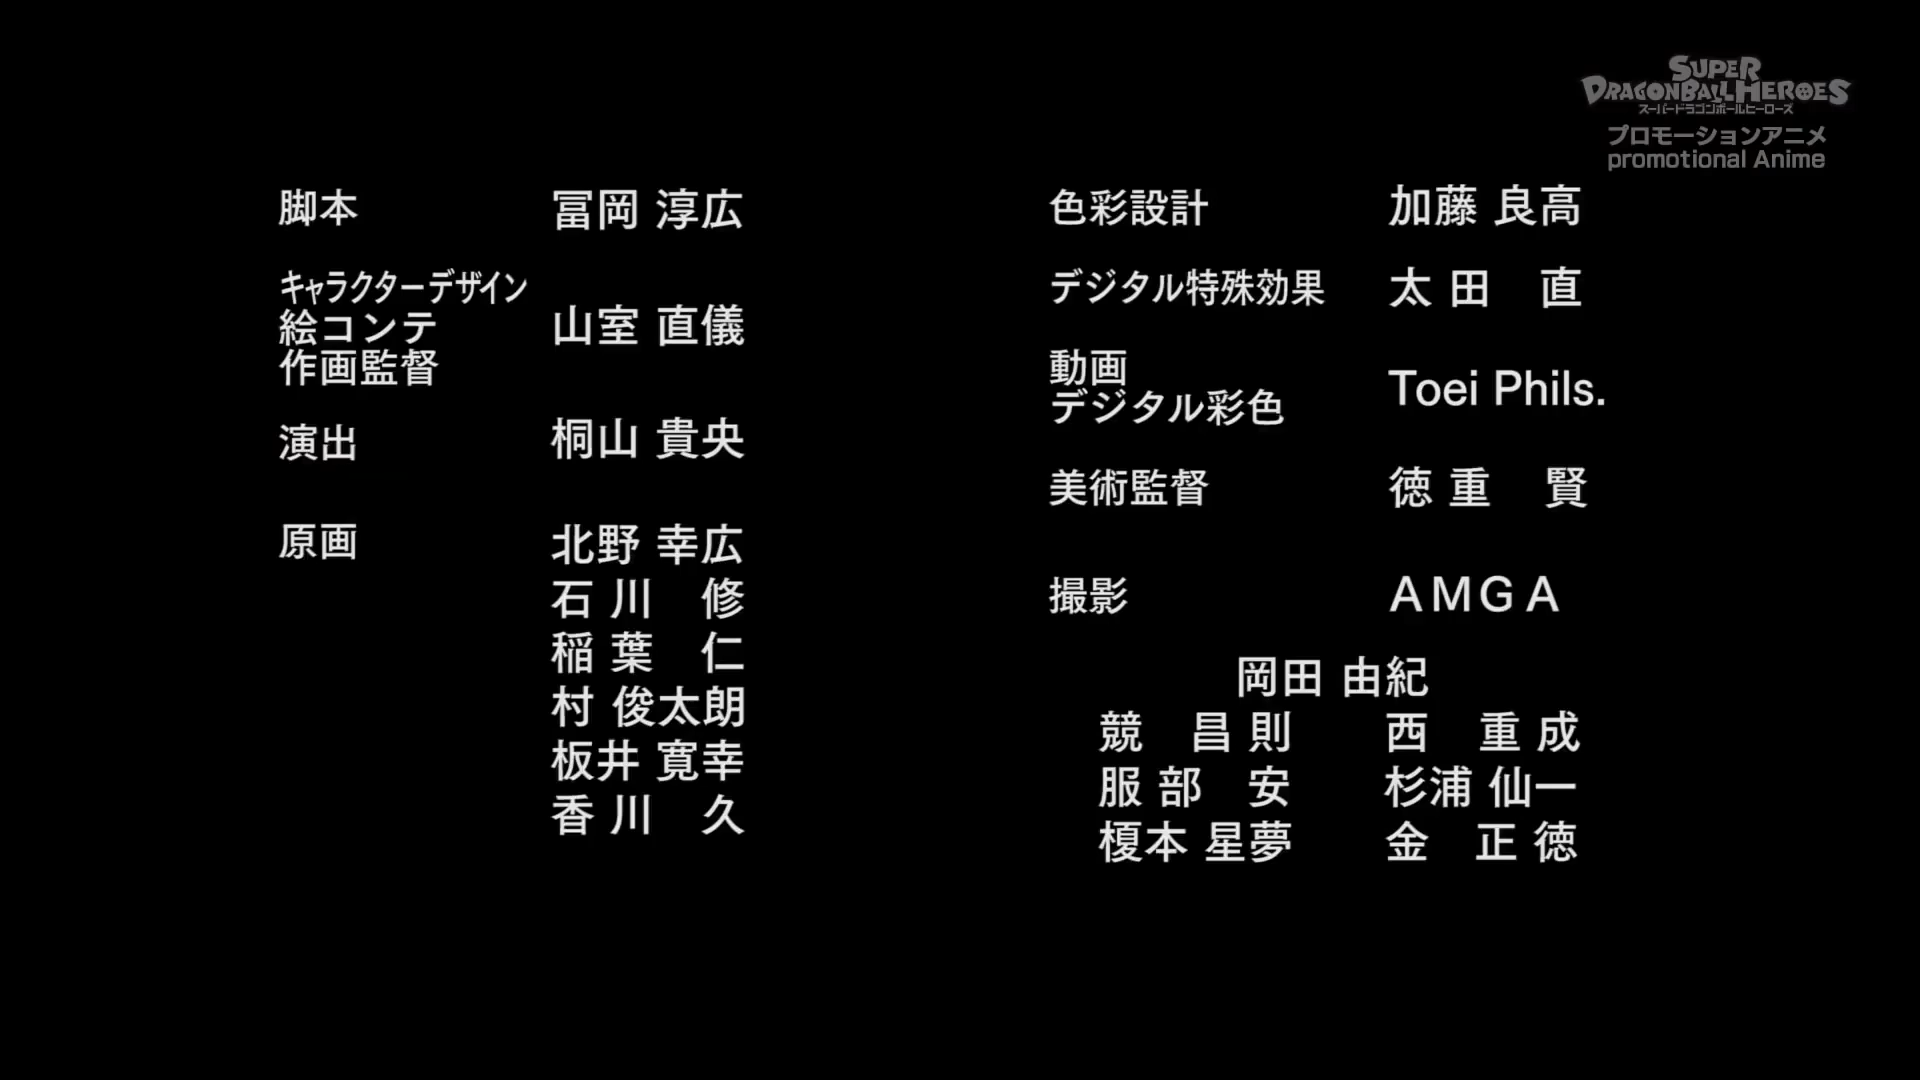 SUPER
DRAGONBALL HEROES
スーパードラゴンボールヒーローズ
プロモーションアニメ
promotional Anime
脚本 冨岡 淳広
キャラクターデザイン
絵コンテ 山室 直儀
作画監督
演出 桐山 貴央
原画 北野 幸広
石川 修
稲葉 仁
村 俊太朗
板井 寛幸
香川 久
色彩設計 加藤 良高
デジタル特殊効果 太田 直
動画
デジタル彩色 Toei Phils.
美術監督 徳重 賢
撮影 AMGA
岡田 由紀
競 昌則 西 重成
服部 安 杉浦 仙一
榎本 星夢 金 正徳